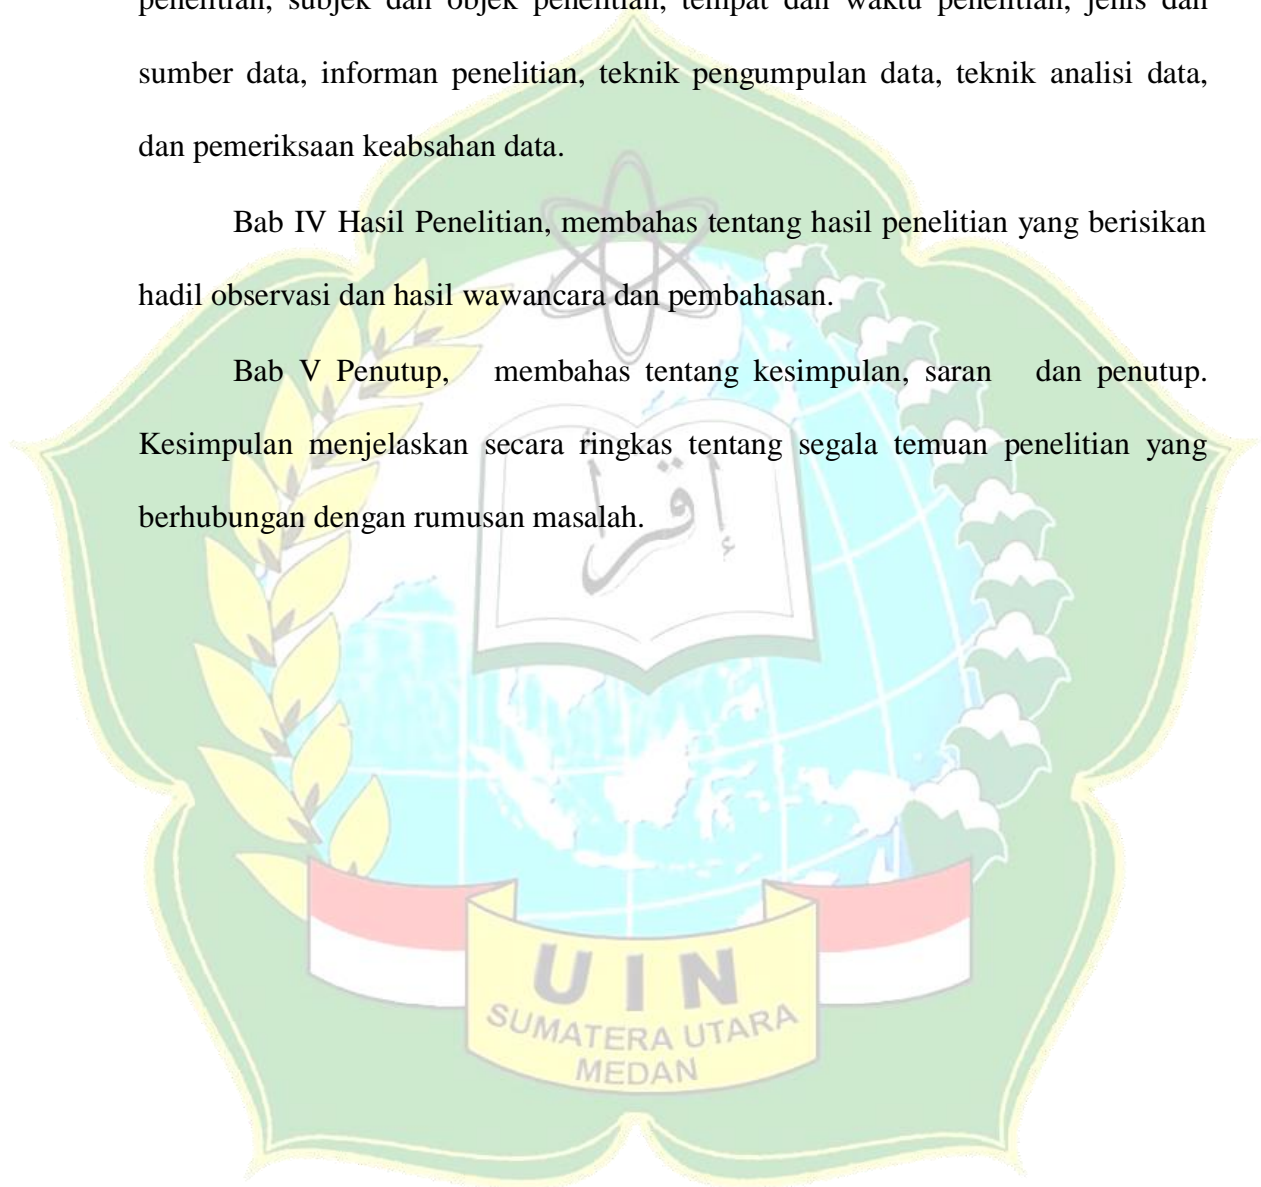 penelitian, subjek dan objek penelitian, tempat dan waktu penelitian, jenis dan
sumber data, informan penelitian, teknik pengumpulan data, teknik analisi data,
dan pemeriksaan keabsahan data.
Bab IV Hasil Penelitian, membahas tentang hasil penelitian yang berisikan
hadil observasi dan hasil wawancara dan pembahasan.
Bab V Penutup, membahas tentang kesimpulan, saran dan penutup.
Kesimpulan menjelaskan secara ringkas tentang segala temuan penelitian yang
berhubungan dengan rumusan masalah.
إقرأ
UIN
SUMATERA UTARA
MEDAN